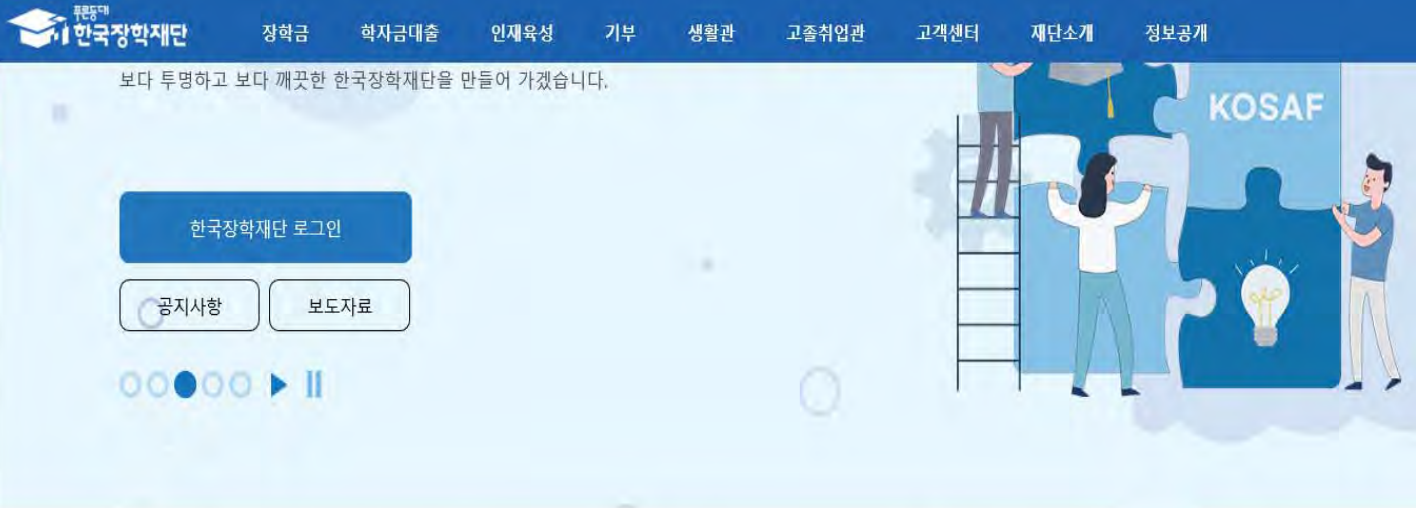 푸른등대
한국장학재단
장학금 학자금대출 인재육성 기부 생활관 고졸취업관 고객센터 재단소개 정보공개
보다 투명하고 보다 깨끗한 한국장학재단을 만들어 가겠습니다.
KOSAF
한국장학재단 로그인
공지사항 보도자료